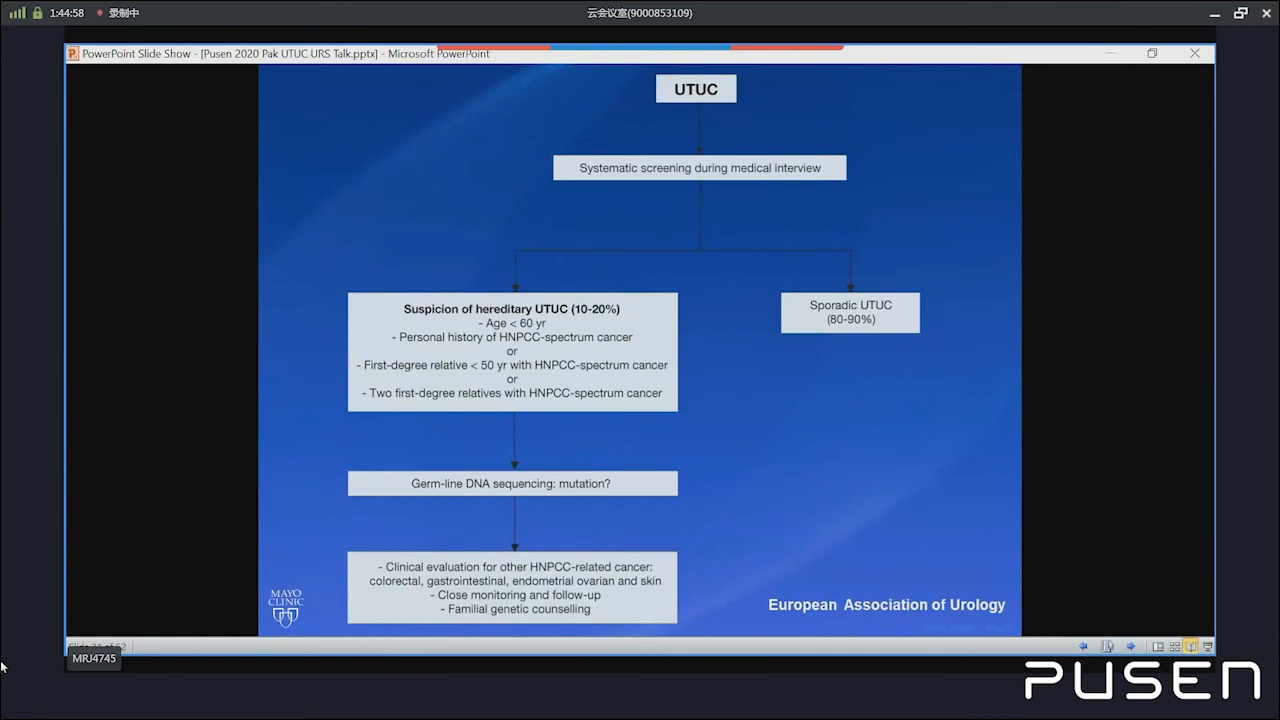 1:44:58
录制中
云会议室(9000853109)
PowerPoint Slide Show - [Pusen 2020 Pak UTUC URS Talk.pptx] - Microsoft PowerPoint
UTUC
Systematic screening during medical interview
Suspicion of hereditary UTUC (10-20%)
- Age < 60 yr
- Personal history of HNPCC-spectrum cancer
or
- First-degree relative < 50 yr with HNPCC-spectrum cancer
or
- Two first-degree relatives with HNPCC-spectrum cancer
Sporadic UTUC
(80-90%)
Germ-line DNA sequencing: mutation?
- Clinical evaluation for other HNPCC-related cancer:
colorectal, gastrointestinal, endometrial ovarian and skin
- Close monitoring and follow-up
- Familial genetic counselling
MAYO
CLINIC
European Association of Urology
MRJ4745
PUSEN